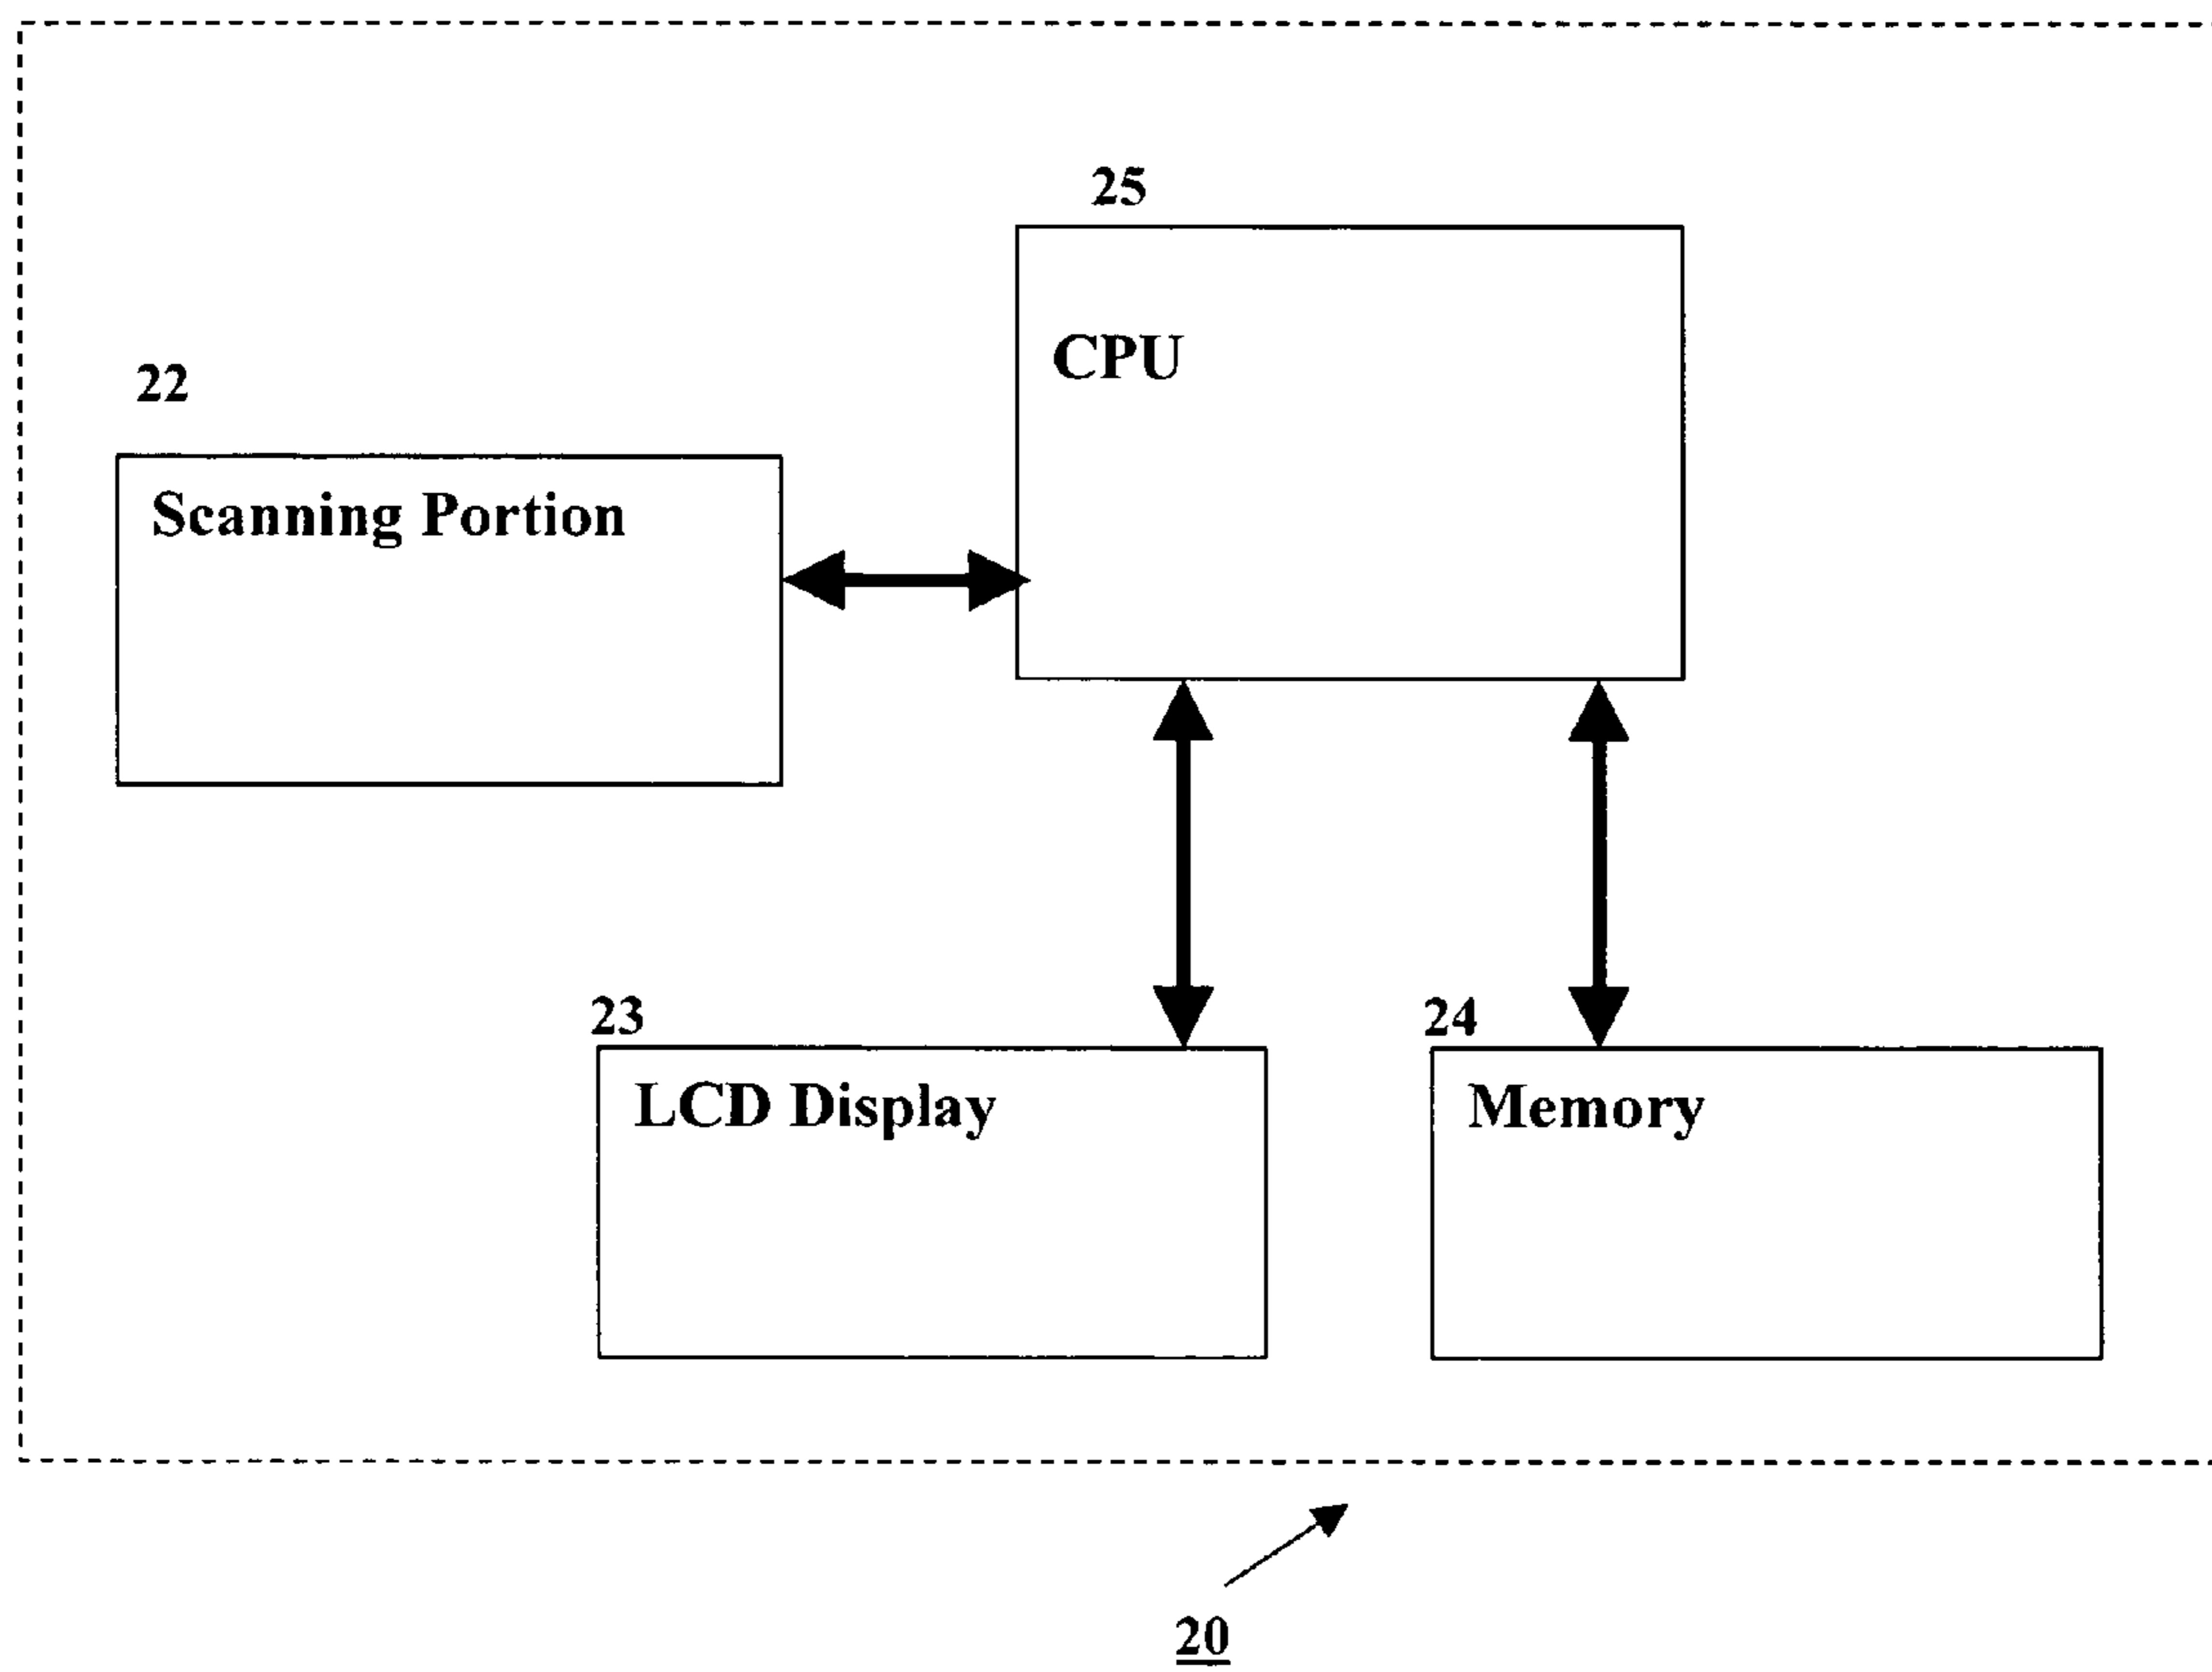 25
CPU
22
Scanning Portion
23
LCD Display
24
Memory
20